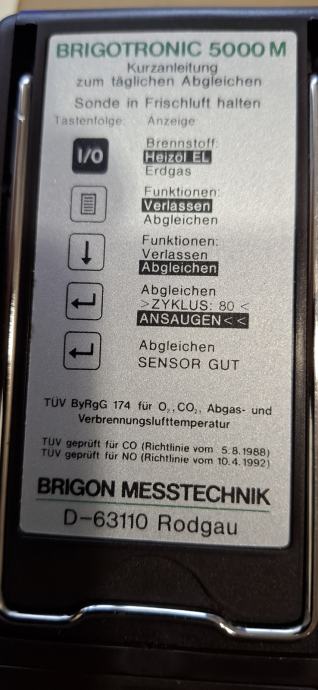 BRIGOTRONIC 5000 M
Kurzanleitung
zum täglichen Abgleichen
Sonde in Frischluft halten
Tastenfolge: Anzeige:
I/O
Brennstoff:
Heizöl EL
Erdgas
Funktionen:
Verlassen
Abgleichen
Funktionen:
Verlassen
Abgleichen
Abgleichen
>ZYKLUS: 80 <
ANSAUGEN<<
Abgleichen
SENSOR GUT
TÜV ByRgG 174 für O₂, CO₂, Abgas- und
Verbrennungslufttemperatur
TÜV geprüft für CO (Richtlinie vom 5.8.1988)
TÜV geprüft für NO (Richtlinie vom 10.4.1992)
BRIGON MESSTECHNIK
D-63110 Rodgau